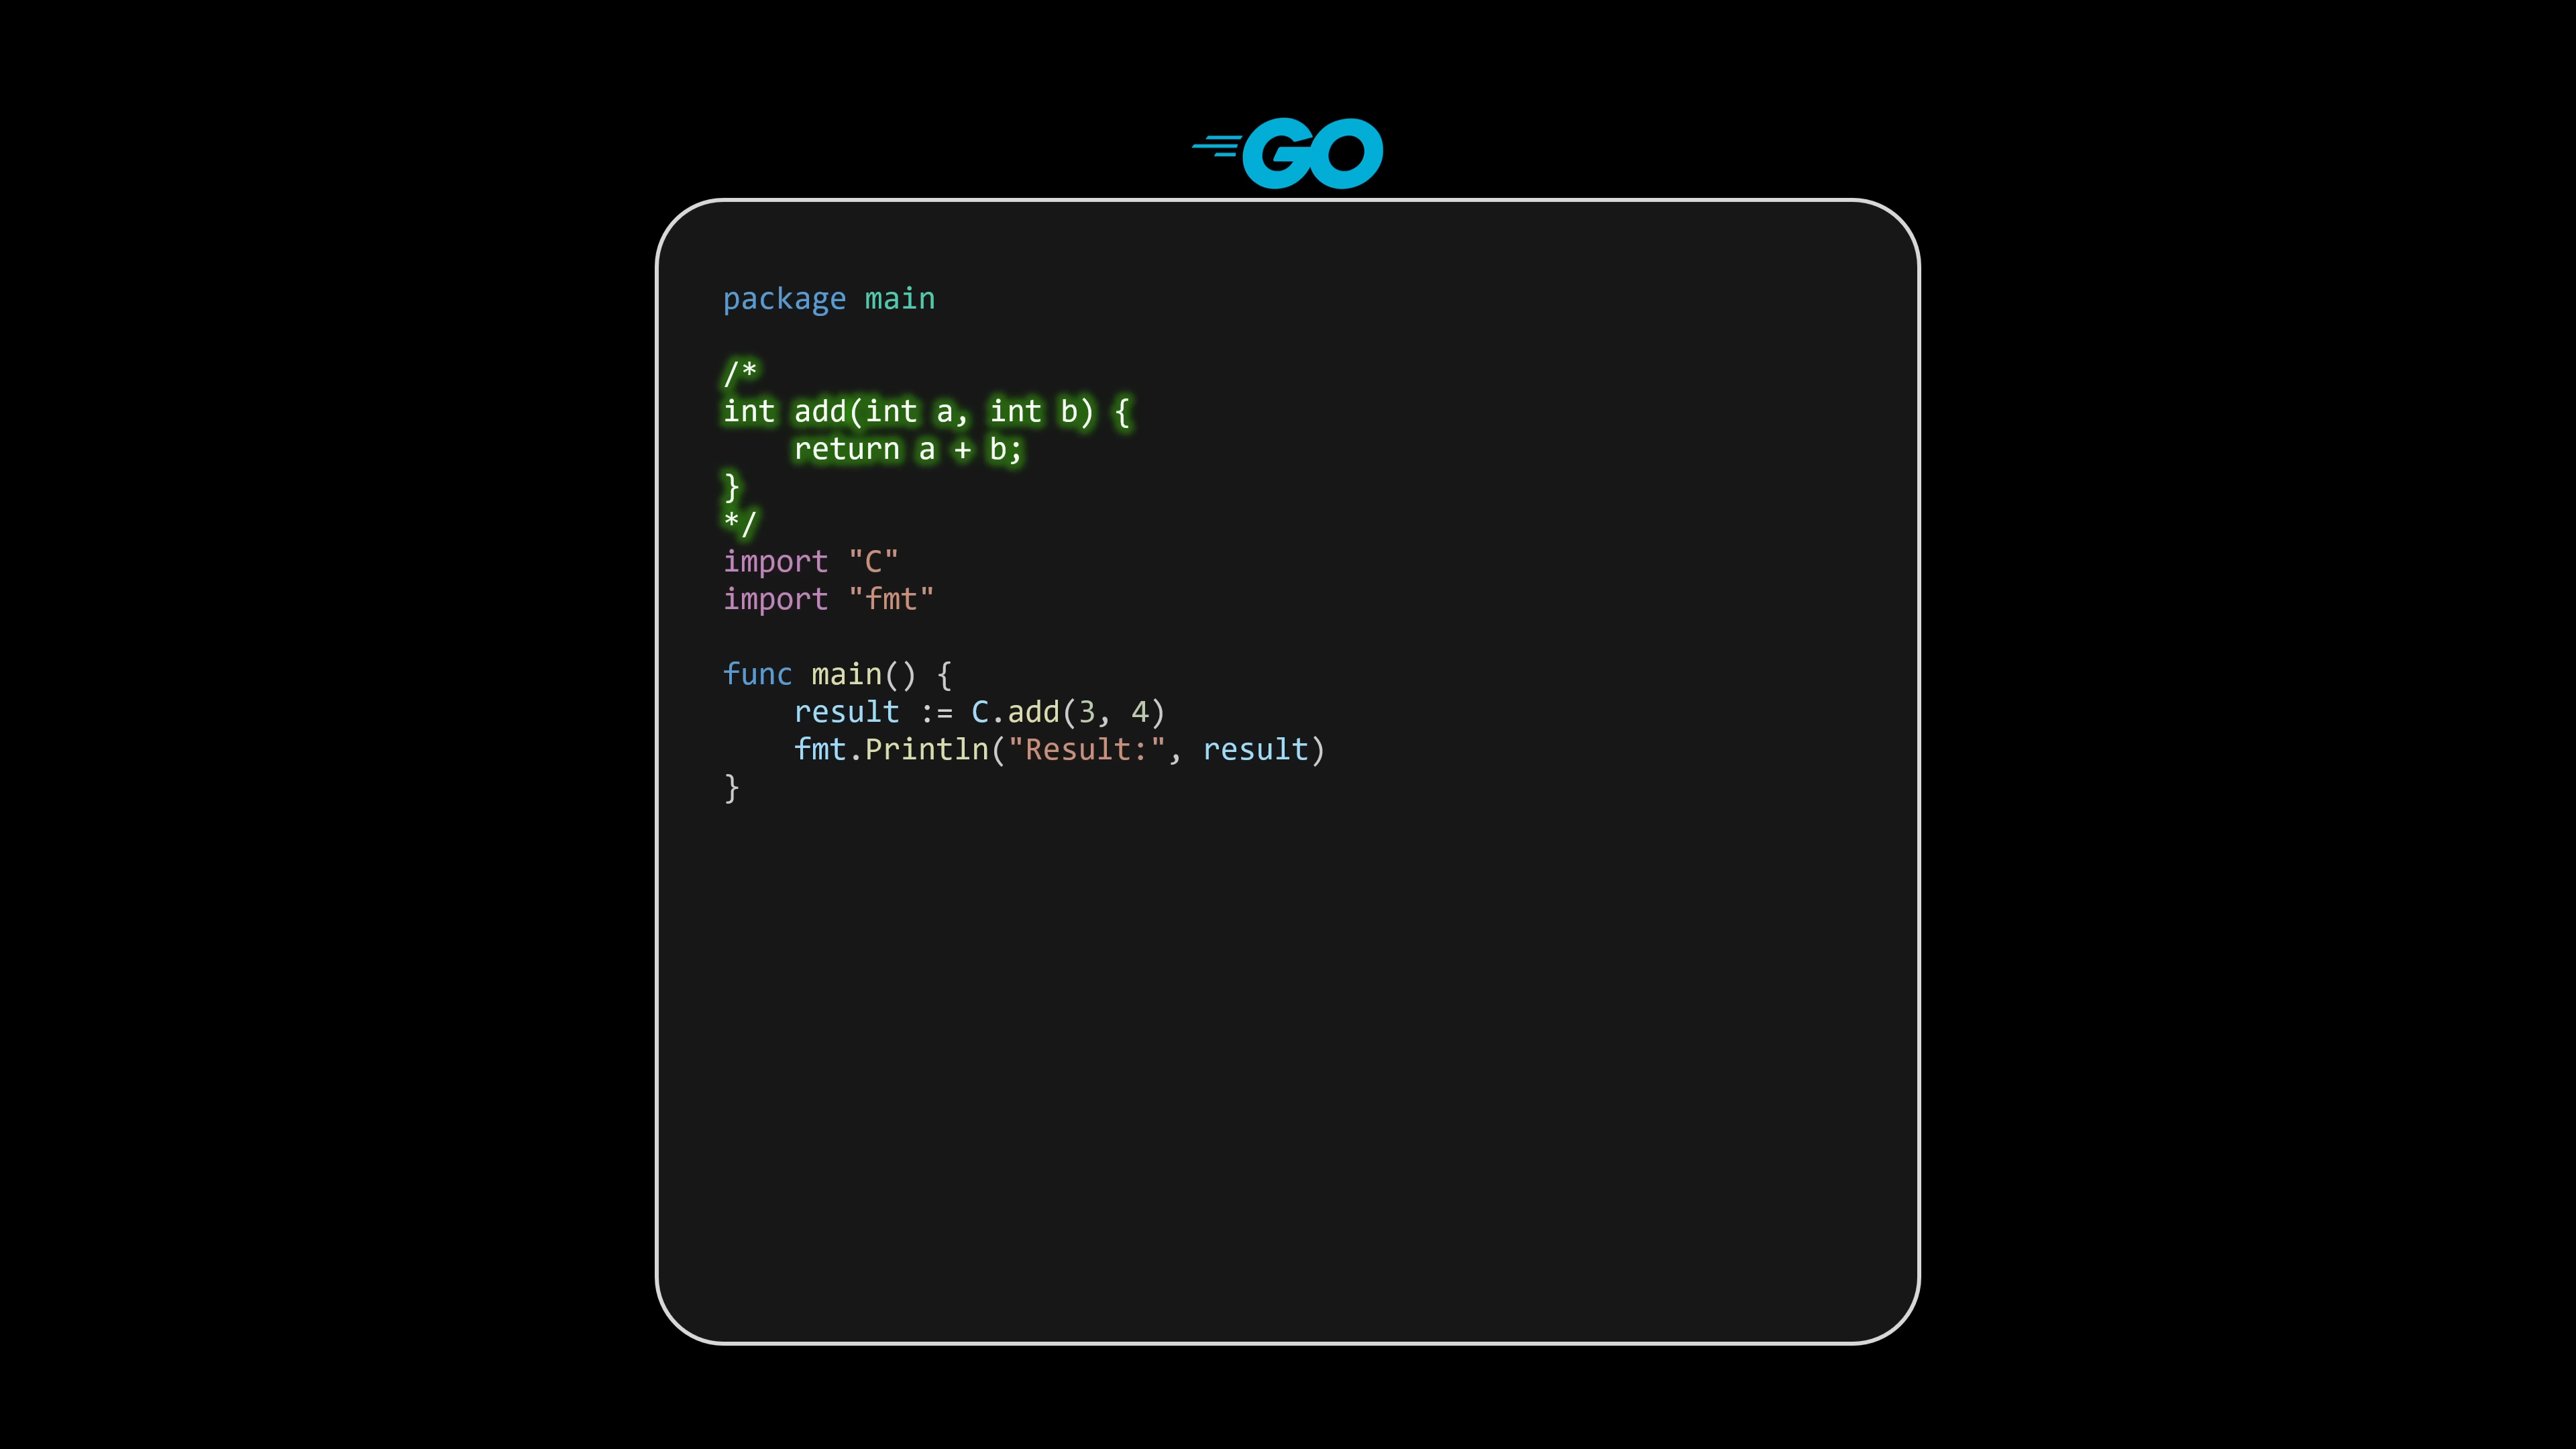 GO
package main
/*
int add(int a, int b) {
    return a + b;
}
*/
import "C"
import "fmt"
func main() {
    result := C.add(3, 4)
    fmt.Println("Result:", result)
}